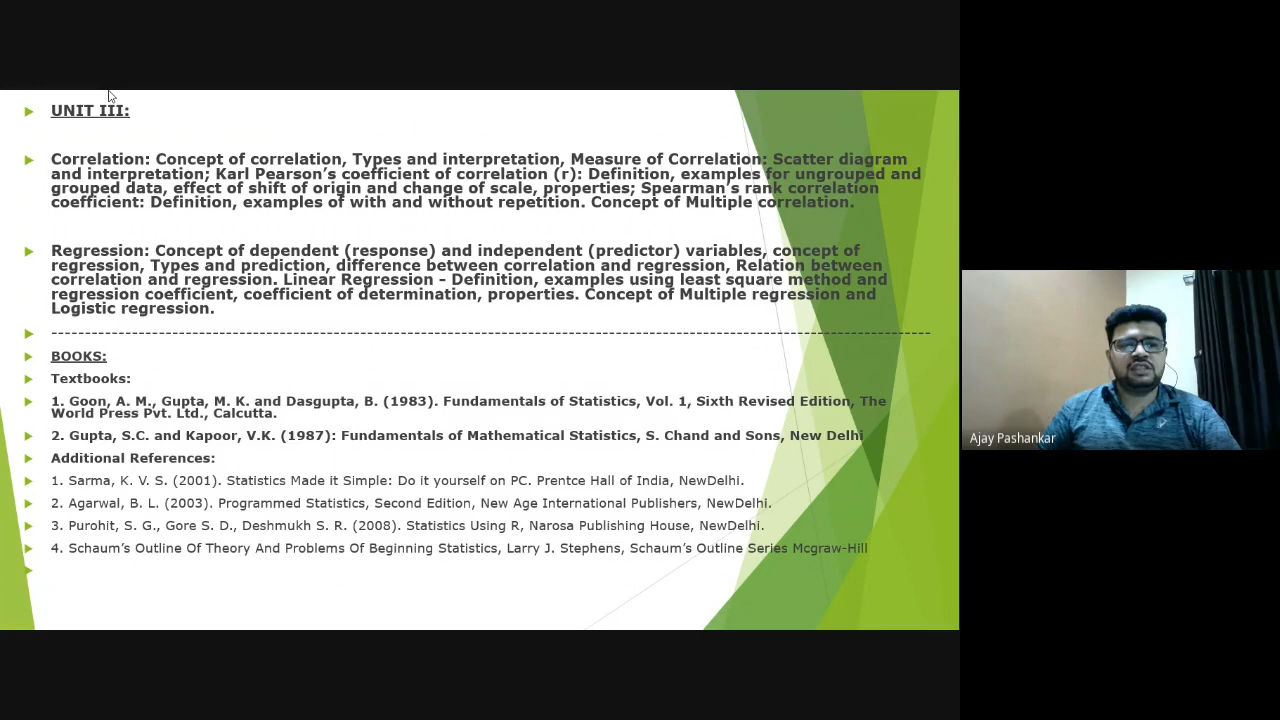 UNIT III:
Correlation: Concept of correlation, Types and interpretation, Measure of Correlation: Scatter diagram
and interpretation; Karl Pearson’s coefficient of correlation (r): Definition, examples for ungrouped and
grouped data, effect of shift of origin and change of scale, properties; Spearman’s rank correlation
coefficient: Definition, examples of with and without repetition. Concept of Multiple correlation.
Regression: Concept of dependent (response) and independent (predictor) variables, concept of
regression, Types and prediction, difference between correlation and regression, Relation between
correlation and regression. Linear Regression - Definition, examples using least square method and
regression coefficient, coefficient of determination, properties. Concept of Multiple regression and
Logistic regression.
-----------------------------------------------------------------------------------------------------------------------------------
BOOKS:
Textbooks:
1. Goon, A. M., Gupta, M. K. and Dasgupta, B. (1983). Fundamentals of Statistics, Vol. 1, Sixth Revised Edition, The
World Press Pvt. Ltd., Calcutta.
2. Gupta, S.C. and Kapoor, V.K. (1987): Fundamentals of Mathematical Statistics, S. Chand and Sons, New Delhi
Additional References:
1. Sarma, K. V. S. (2001). Statistics Made it Simple: Do it yourself on PC. Prentce Hall of India, NewDelhi.
2. Agarwal, B. L. (2003). Programmed Statistics, Second Edition, New Age International Publishers, NewDelhi.
3. Purohit, S. G., Gore S. D., Deshmukh S. R. (2008). Statistics Using R, Narosa Publishing House, NewDelhi.
4. Schaum’s Outline Of Theory And Problems Of Beginning Statistics, Larry J. Stephens, Schaum’s Outline Series Mcgraw-Hill
Ajay Pashankar